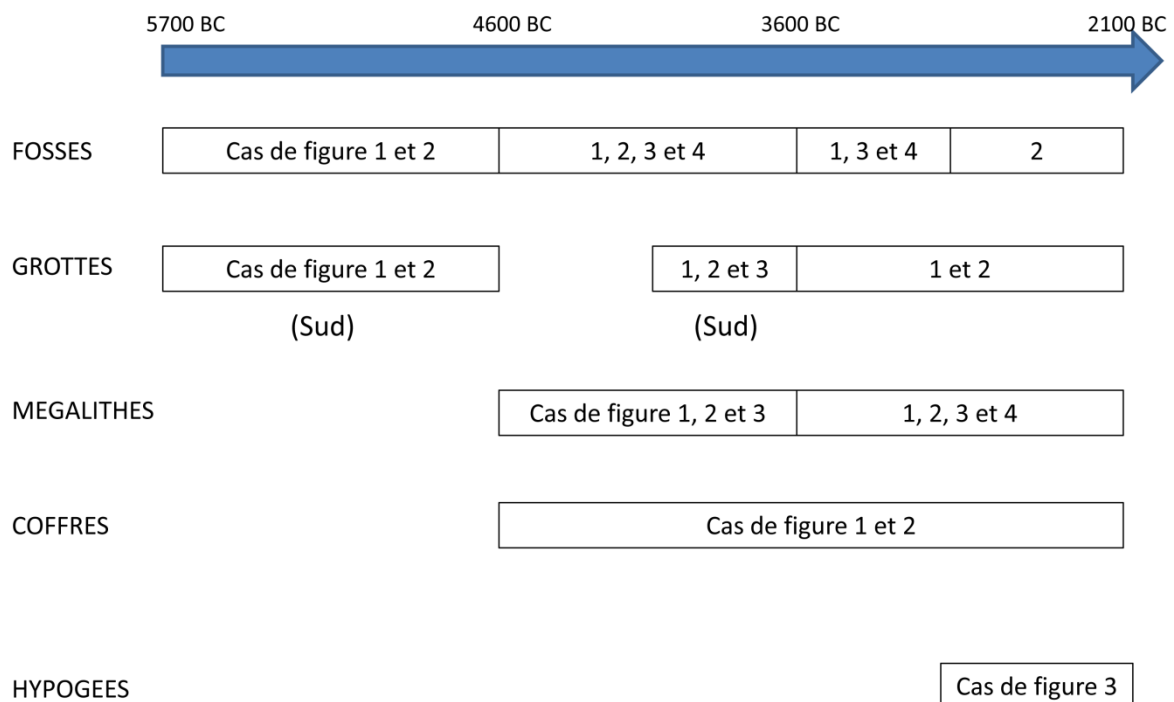 5700 BC 4600 BC 3600 BC 2100 BC
FOSSES Cas de figure 1 et 2 1, 2, 3 et 4 1, 3 et 4 2
GROTTES Cas de figure 1 et 2 1, 2 et 3 1 et 2
(Sud) (Sud)
MEGALITHES Cas de figure 1, 2 et 3 1, 2, 3 et 4
COFFRES Cas de figure 1 et 2
HYPOGEES Cas de figure 3